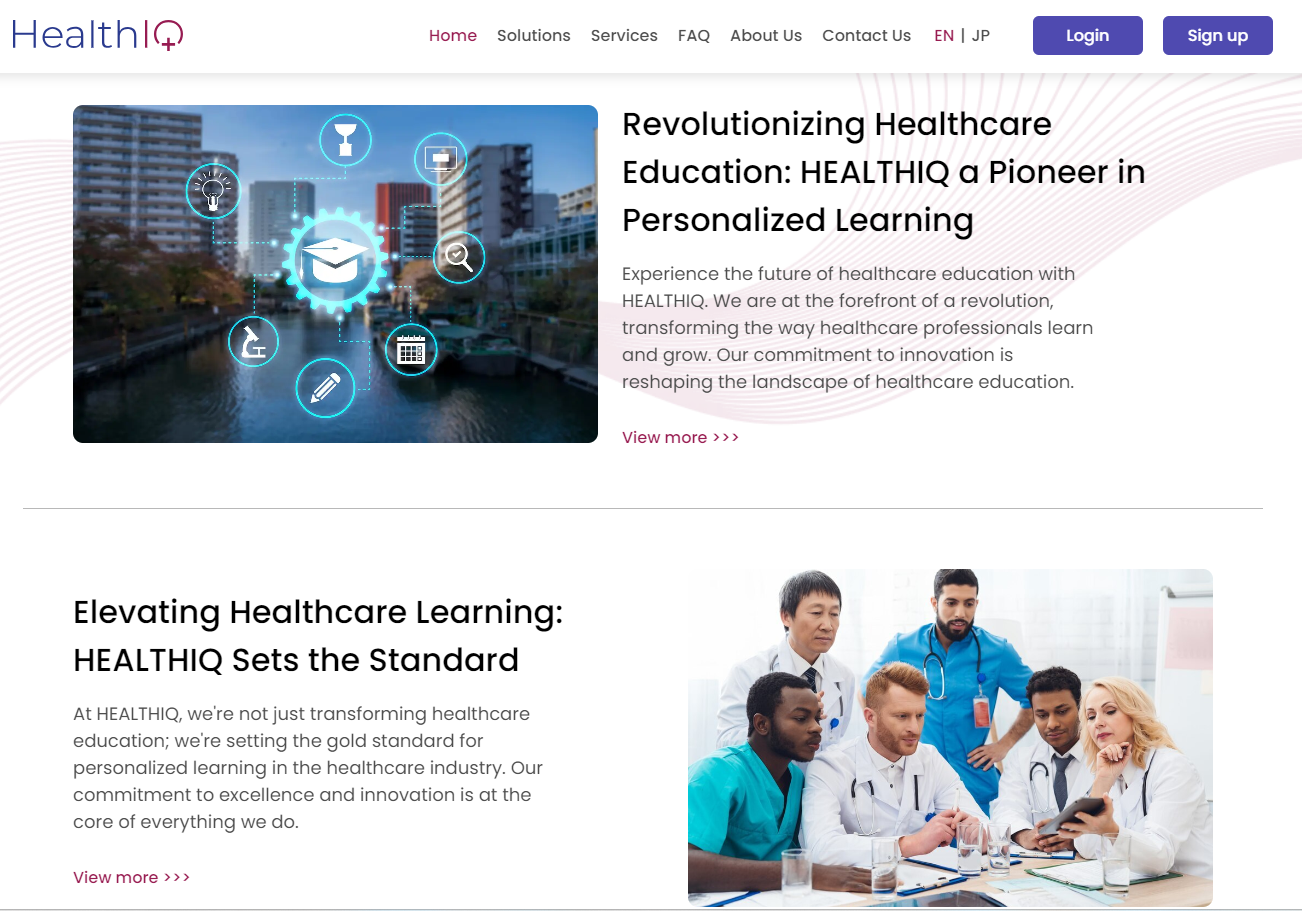 HealthIQ
Home Solutions Services FAQ About Us Contact Us EN | JP Login Sign up
Revolutionizing Healthcare
Education: HEALTHIQ a Pioneer in
Personalized Learning
Experience the future of healthcare education with
HEALTHIQ. We are at the forefront of a revolution,
transforming the way healthcare professionals learn
and grow. Our commitment to innovation is
reshaping the landscape of healthcare education.
View more >>>
Elevating Healthcare Learning:
HEALTHIQ Sets the Standard
At HEALTHIQ, we're not just transforming healthcare
education; we're setting the gold standard for
personalized learning in the healthcare industry. Our
commitment to excellence and innovation is at the
core of everything we do.
View more >>>